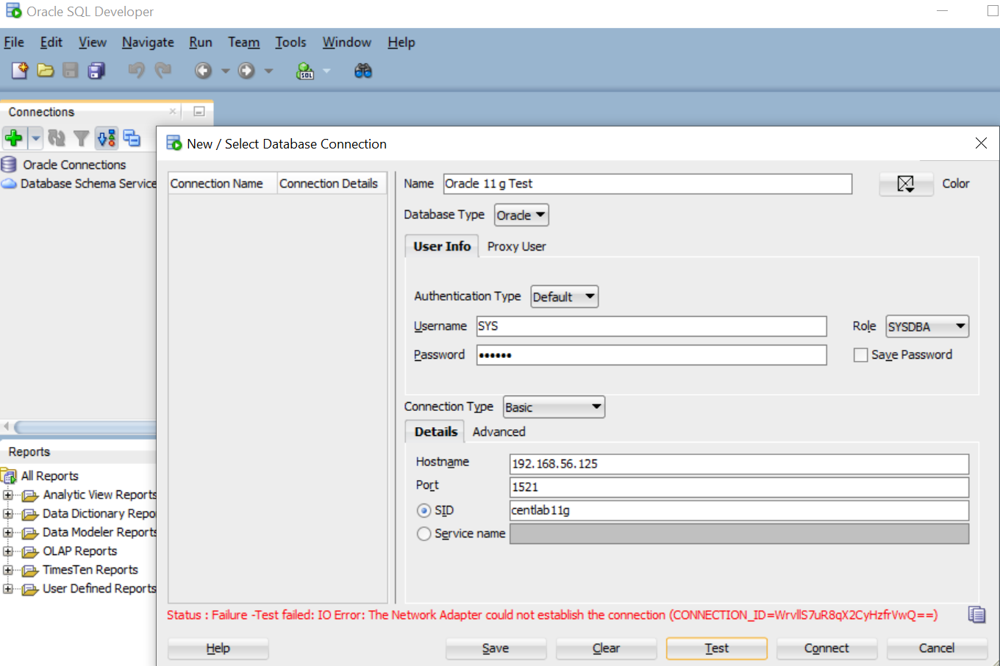 Oracle SQL Developer
File Edit View Navigate Run Team Tools Window Help
SQL
Connections
Oracle Connections
Database Schema Service
Reports
All Reports
Analytic View Reports
Data Dictionary Repo
Data Modeler Reports
OLAP Reports
TimesTen Reports
User Defined Reports
New / Select Database Connection
Connection Name Connection Details
Name Oracle 11 g Test Color
Database Type Oracle
User Info Proxy User
Authentication Type Default
Username SYS Role SYSDBA
Password •••••• Save Password
Connection Type Basic
Details Advanced
Hostname 192.168.56.125
Port 1521
SID centlab11g
Service name
Status : Failure -Test failed: IO Error: The Network Adapter could not establish the connection (CONNECTION_ID=WrvllS7uR8qX2CyHzfrVwQ==)
Help Save Clear Test Connect Cancel